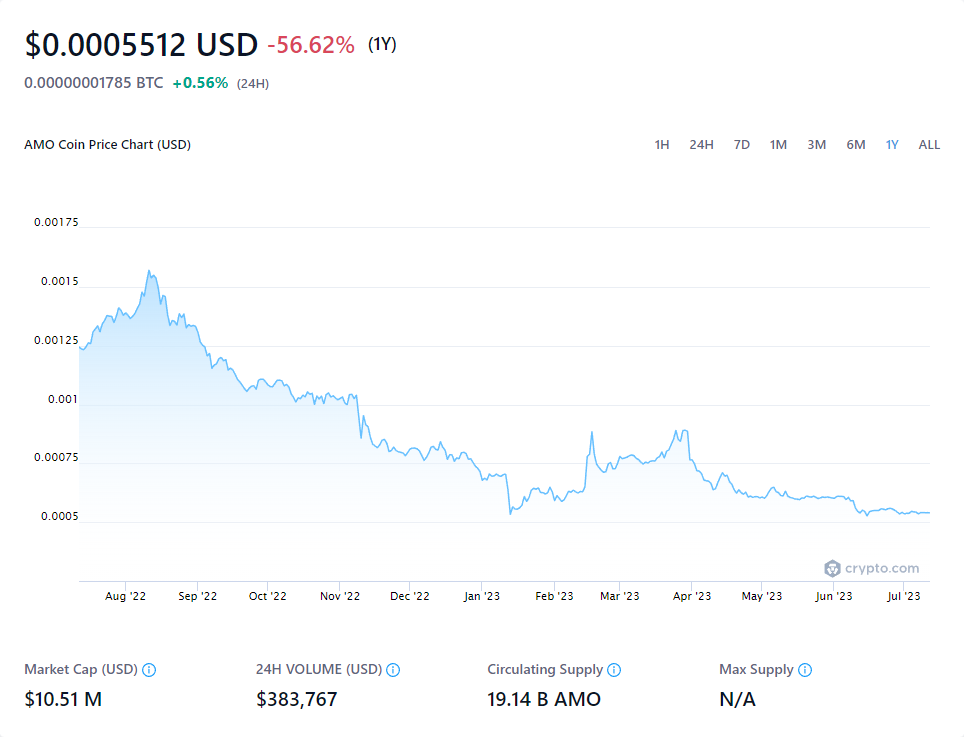 $0.0005512 USD -56.62% (1Y)
0.00000001785 BTC +0.56% (24H)
AMO Coin Price Chart (USD) 1H 24H 7D 1M 3M 6M 1Y ALL
0.00175
0.0015
0.00125
0.001
0.00075
0.0005
crypto.com
Aug '22 Sep '22 Oct '22 Nov '22 Dec '22 Jan '23 Feb '23 Mar '23 Apr '23 May '23 Jun '23 Jul '23
Market Cap (USD) 24H VOLUME (USD) Circulating Supply Max Supply
$10.51 M $383,767 19.14 B AMO N/A